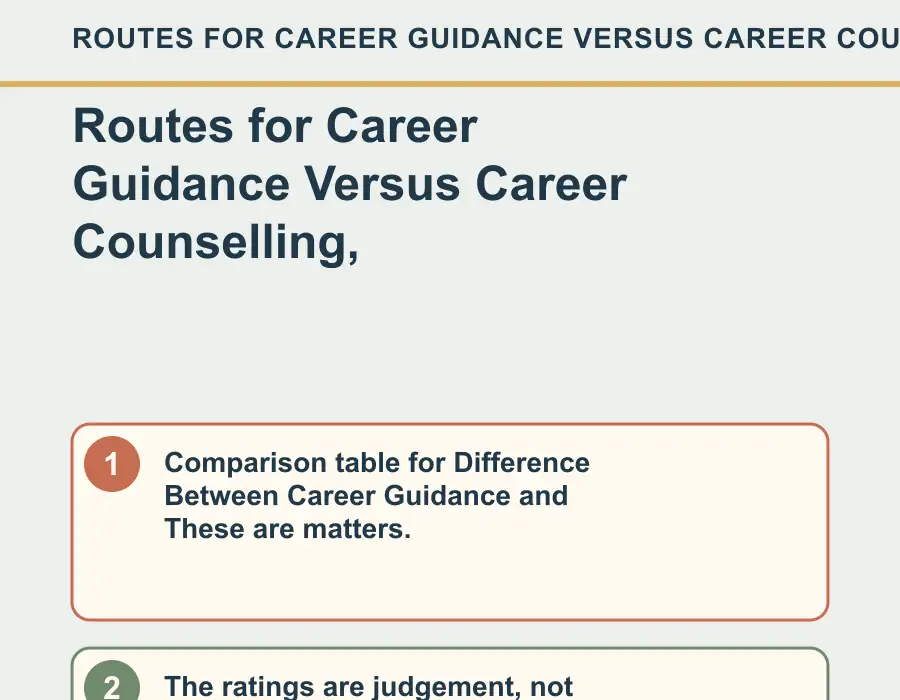 ROUTES FOR CAREER GUIDANCE VERSUS CAREER COU
Routes for Career
Guidance Versus Career
Counselling,
1
Comparison table for Difference
Between Career Guidance and
These are matters.
2
The ratings are judgement, not